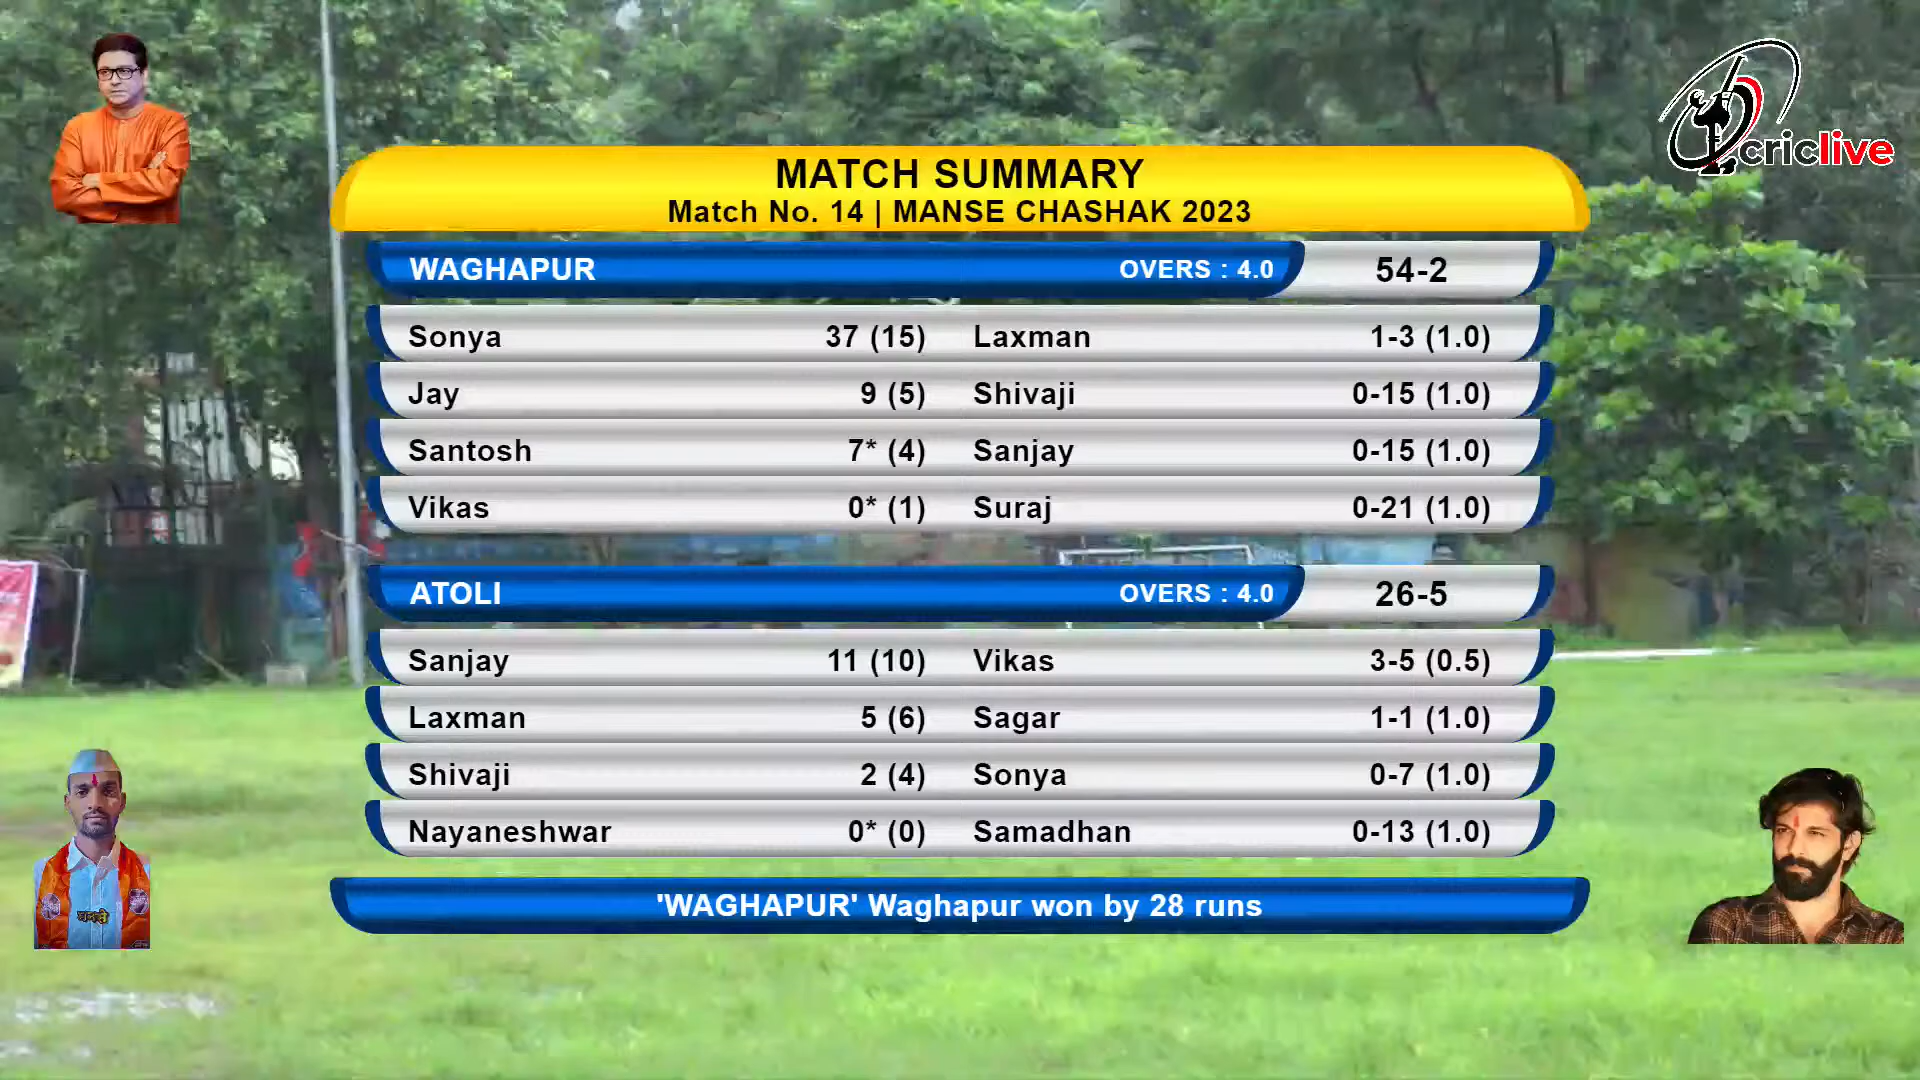 criclive
MATCH SUMMARY
Match No. 14 | MANSE CHASHAK 2023
WAGHAPUR OVERS : 4.0 54-2
Sonya 37 (15) Laxman 1-3 (1.0)
Jay 9 (5) Shivaji 0-15 (1.0)
Santosh 7* (4) Sanjay 0-15 (1.0)
Vikas 0* (1) Suraj 0-21 (1.0)
ATOLI OVERS : 4.0 26-5
Sanjay 11 (10) Vikas 3-5 (0.5)
Laxman 5 (6) Sagar 1-1 (1.0)
Shivaji 2 (4) Sonya 0-7 (1.0)
Nayaneshwar 0* (0) Samadhan 0-13 (1.0)
मनसे
'WAGHAPUR' Waghapur won by 28 runs